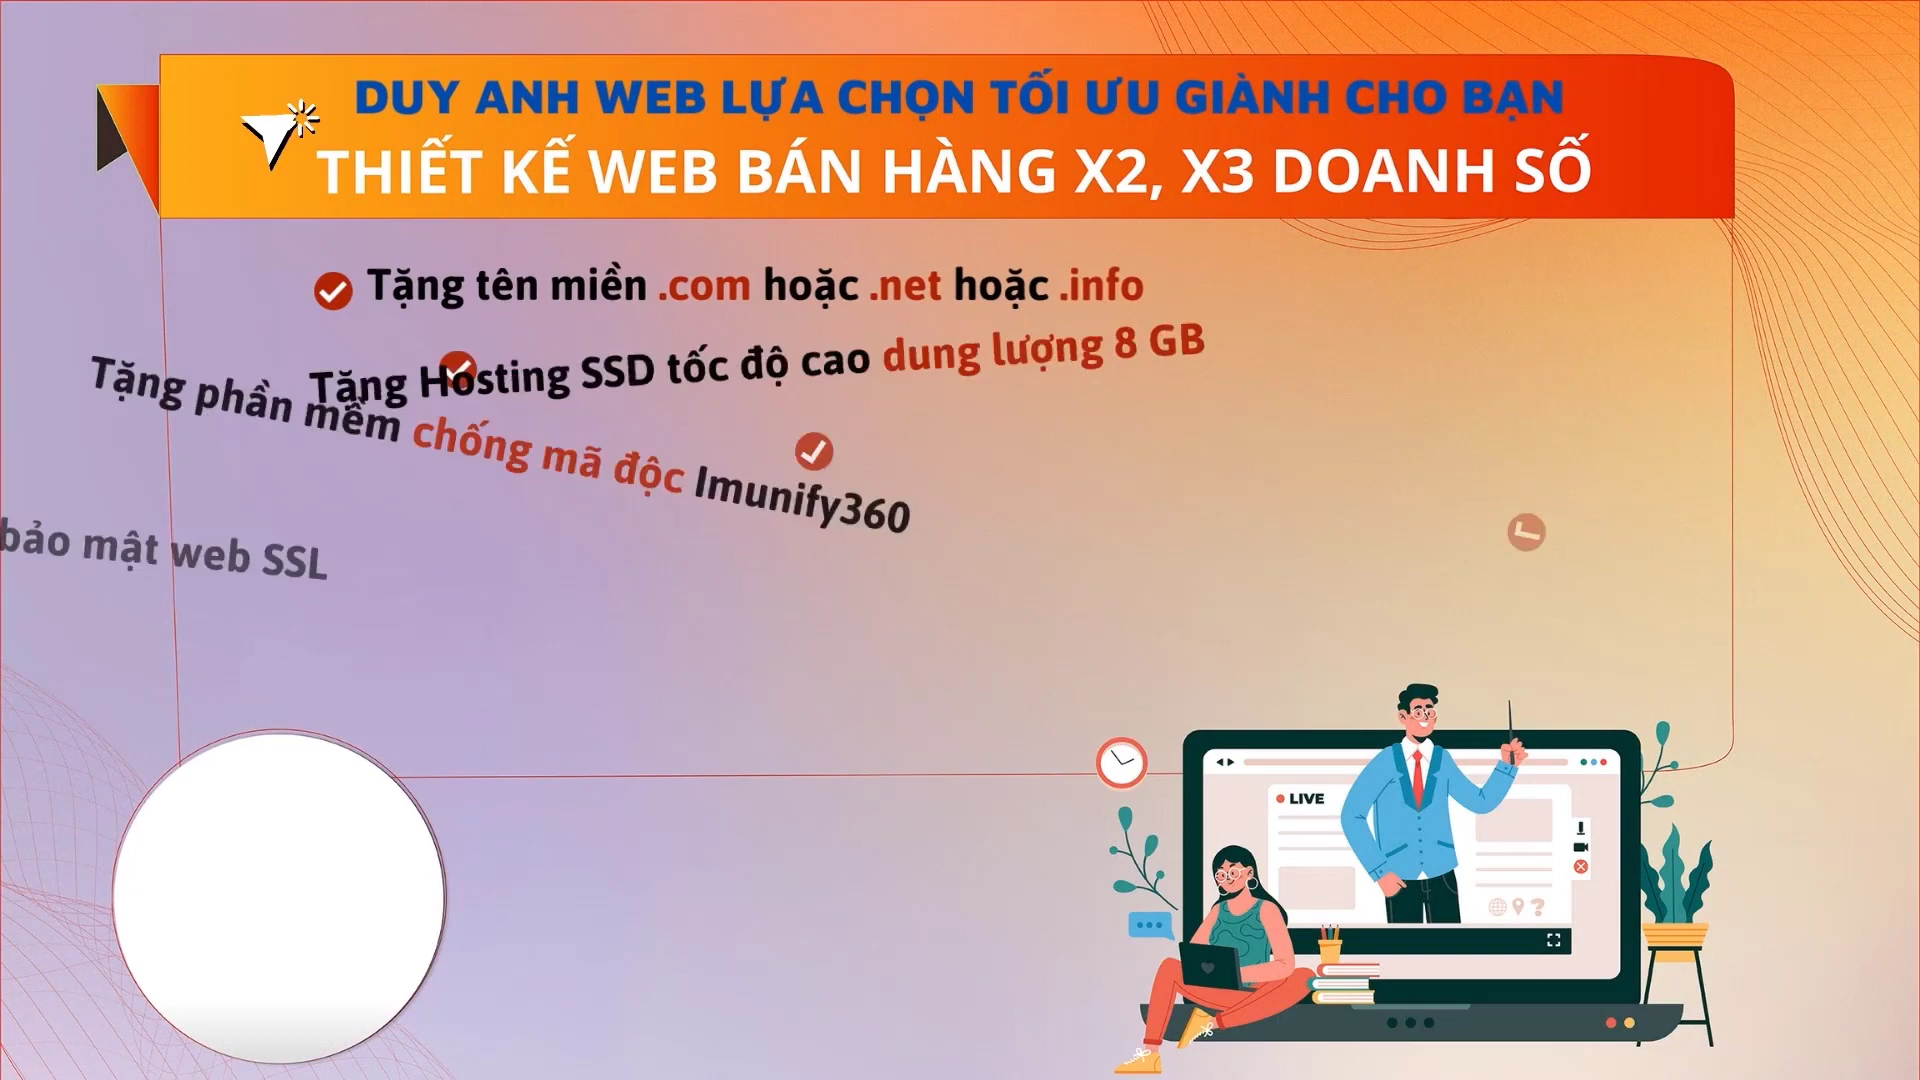 DUY ANH WEB LỰA CHỌN TỐI ƯU GIÀNH CHO BẠN
THIẾT KẾ WEB BÁN HÀNG X2, X3 DOANH SỐ
Tặng tên miền .com hoặc .net hoặc .info
Tặng Hosting SSD tốc độ cao dung lượng 8 GB
Tặng phần mềm chống mã độc Imunify360
bảo mật web SSL
LIVE